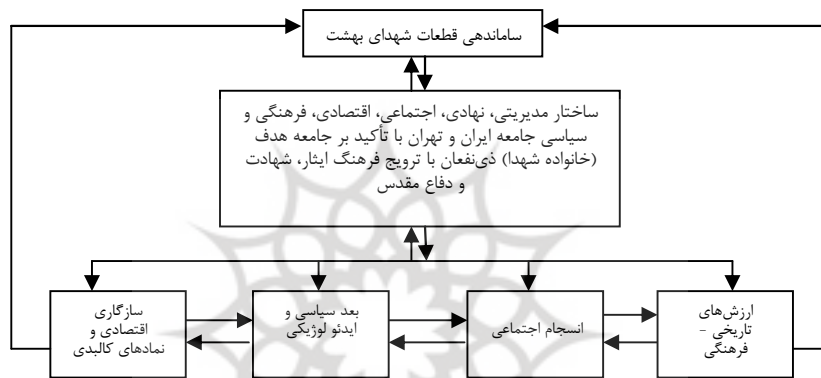 ساماندهی قطعات شهدای بهشت
ساختار مدیریتی، نهادی، اجتماعی، اقتصادی، فرهنگی و
سیاسی جامعه ایران و تهران با تأکید بر جامعه هدف
(خانواده شهدا) ذی‌نفعان با ترویج فرهنگ ایثار، شهادت
و دفاع مقدس
ارزش‌های
تاریخی -
فرهنگی
انسجام اجتماعی
بعد سیاسی و
ایدئو لوژیکی
سازگاری
اقتصادی و
نمادهای کالبدی